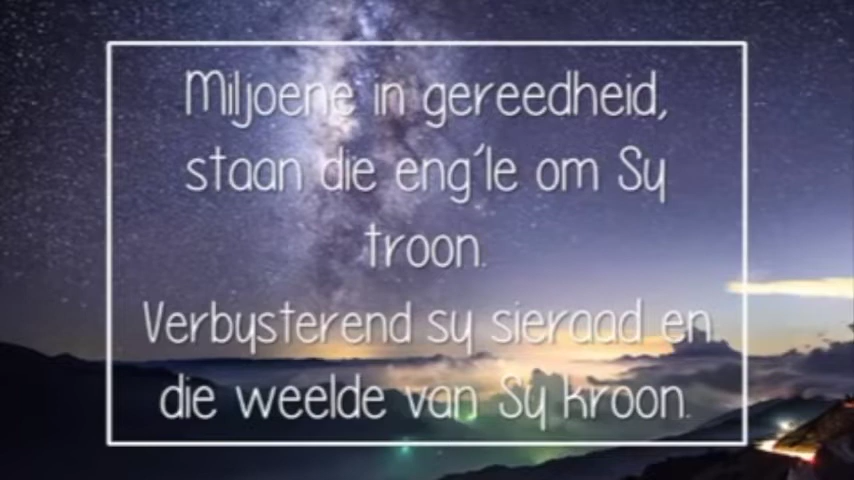 Miljoene in gereedheid,
staan die eng´le om Sy
troon.
Verbysterend sy sieraad en
die weelde van Sy kroon.